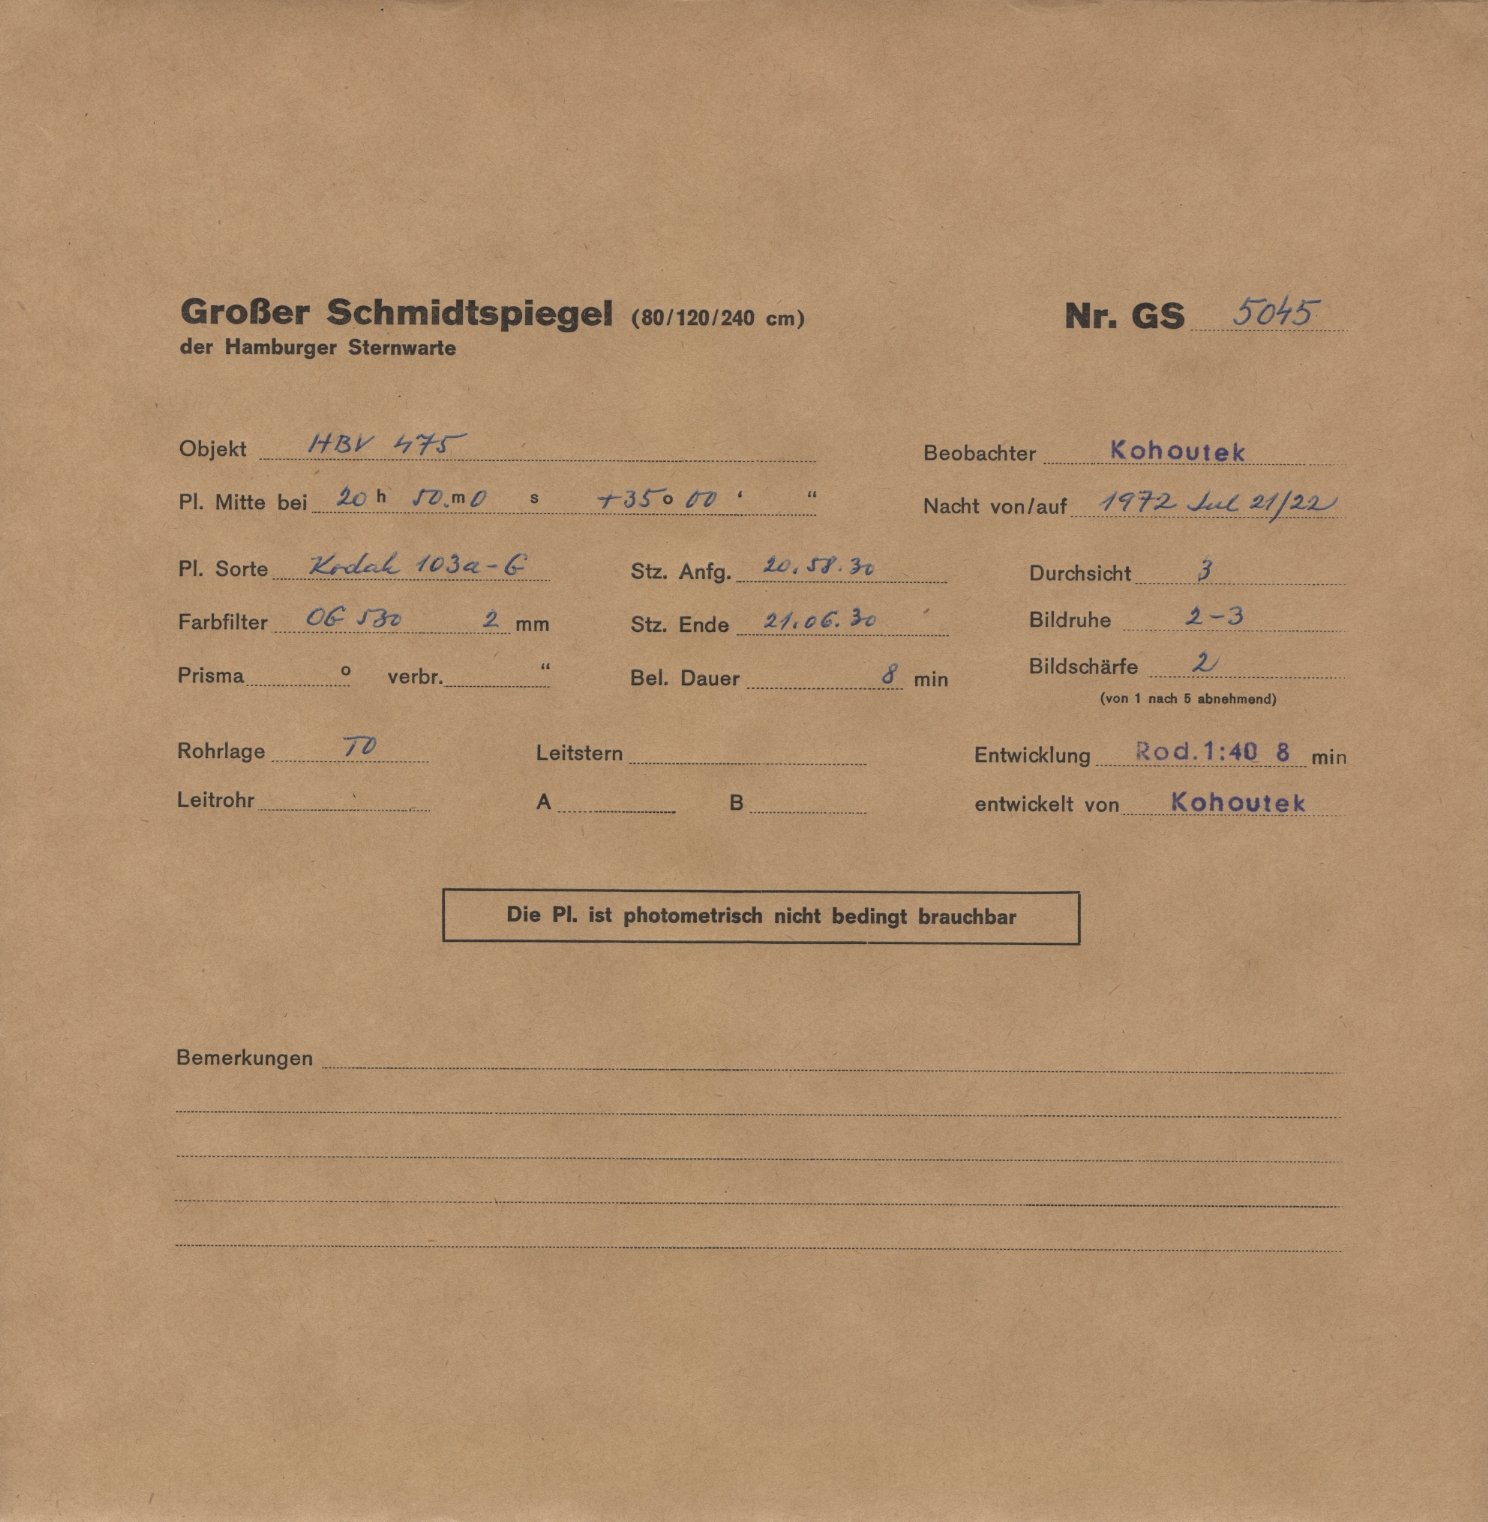 Großer Schmidtspiegel (80/120/240 cm) Nr. GS 5045
der Hamburger Sternwarte
Objekt HBV 475 Beobachter Kohoutek
Pl. Mitte bei 20 h 50.m0 s +35 o 00 ' “ Nacht von/auf 1972 Jul 21/22
Pl. Sorte Kodak 103a-G Stz. Anfg. 20.58.30 Durchsicht 3
Farbfilter OG 530 2 mm Stz. Ende 21.06.30 Bildruhe 2-3
Prisma o verbr. “ Bel. Dauer 8 min Bildschärfe 2
(von 1 nach 5 abnehmend)
Rohrlage TO Leitstern Entwicklung Rod.1:40 8 min
Leitrohr A B entwickelt von Kohoutek
Die Pl. ist photometrisch nicht bedingt brauchbar
Bemerkungen